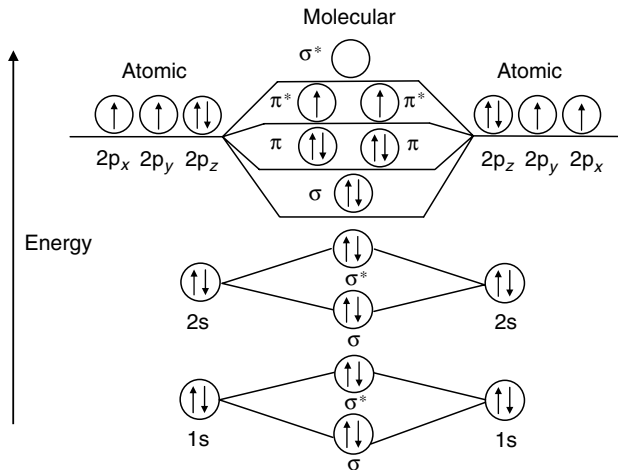 Molecular
σ*
Atomic Atomic
π* π*
2px 2py 2pz π π 2pz 2py 2px
σ
Energy
σ*
2s 2s
σ
σ*
1s 1s
σ